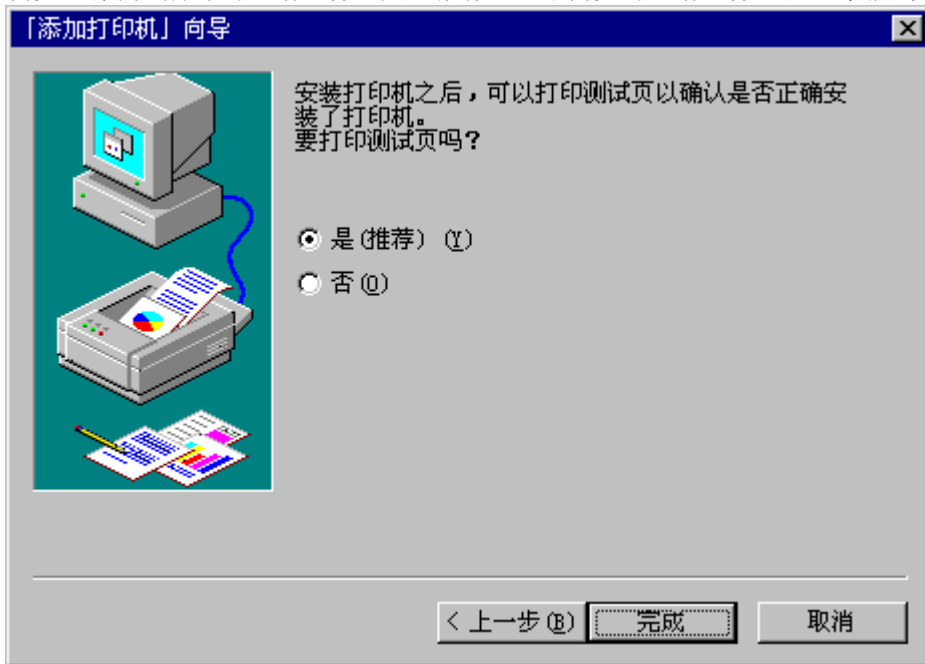 「添加打印机」向导
安装打印机之后，可以打印测试页以确认是否正确安
装了打印机。
要打印测试页吗？
是(推荐) (Y)
否(O)
< 上一步(B)
完成
取消